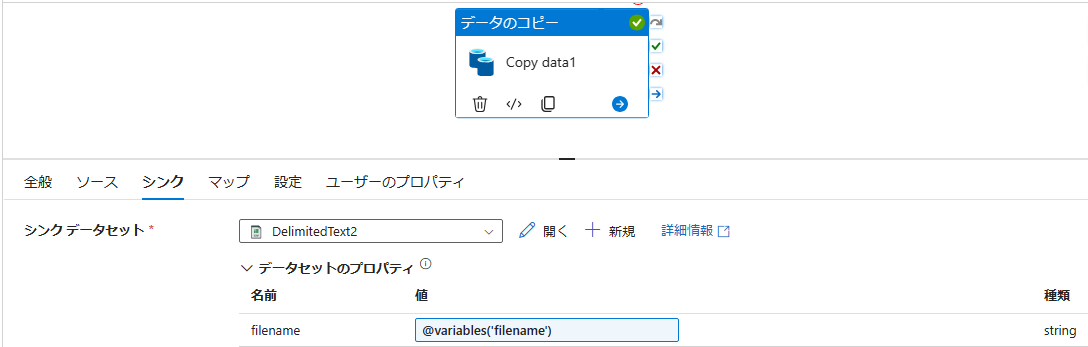 データのコピー
Copy data1
全般 ソース シンク マップ 設定 ユーザーのプロパティ
シンク データセット * DelimitedText2 開く 新規 詳細情報
データセットのプロパティ
名前 値 種類
filename @variables('filename') string